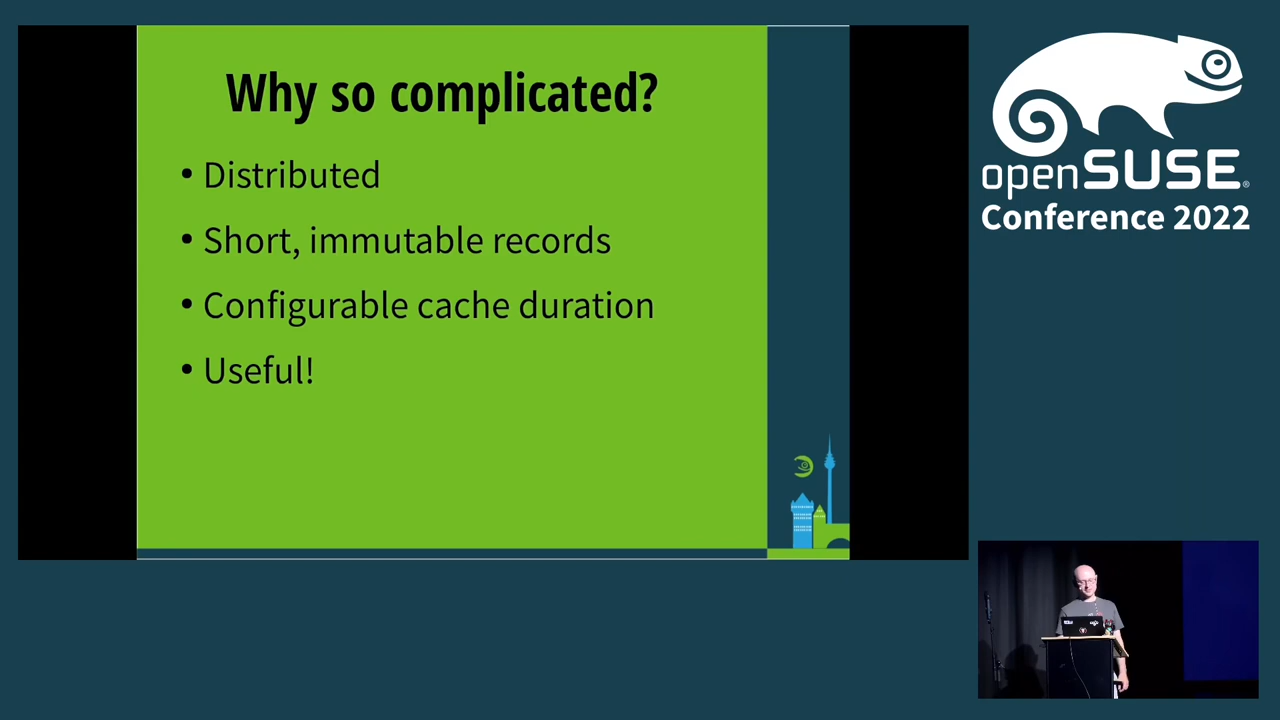 Why so complicated?
• Distributed
• Short, immutable records
• Configurable cache duration
• Useful!
openSUSE®
Conference 2022